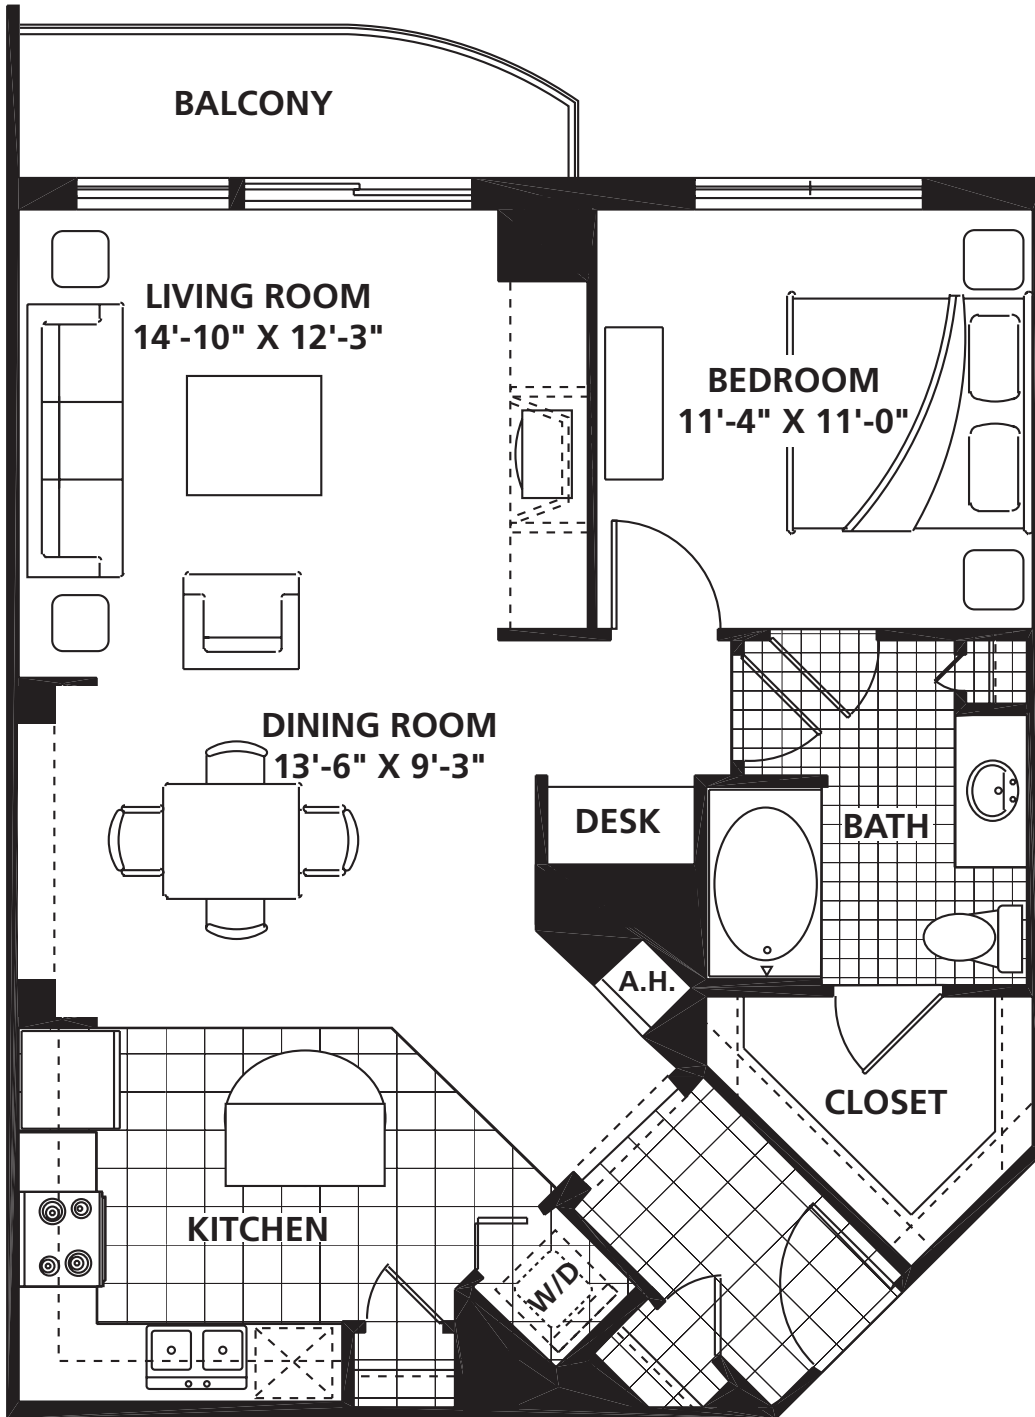 BALCONY
LIVING ROOM
14'-10" X 12'-3"
BEDROOM
11'-4" X 11'-0"
DINING ROOM
13'-6" X 9'-3"
DESK
BATH
A.H.
CLOSET
KITCHEN
W/D